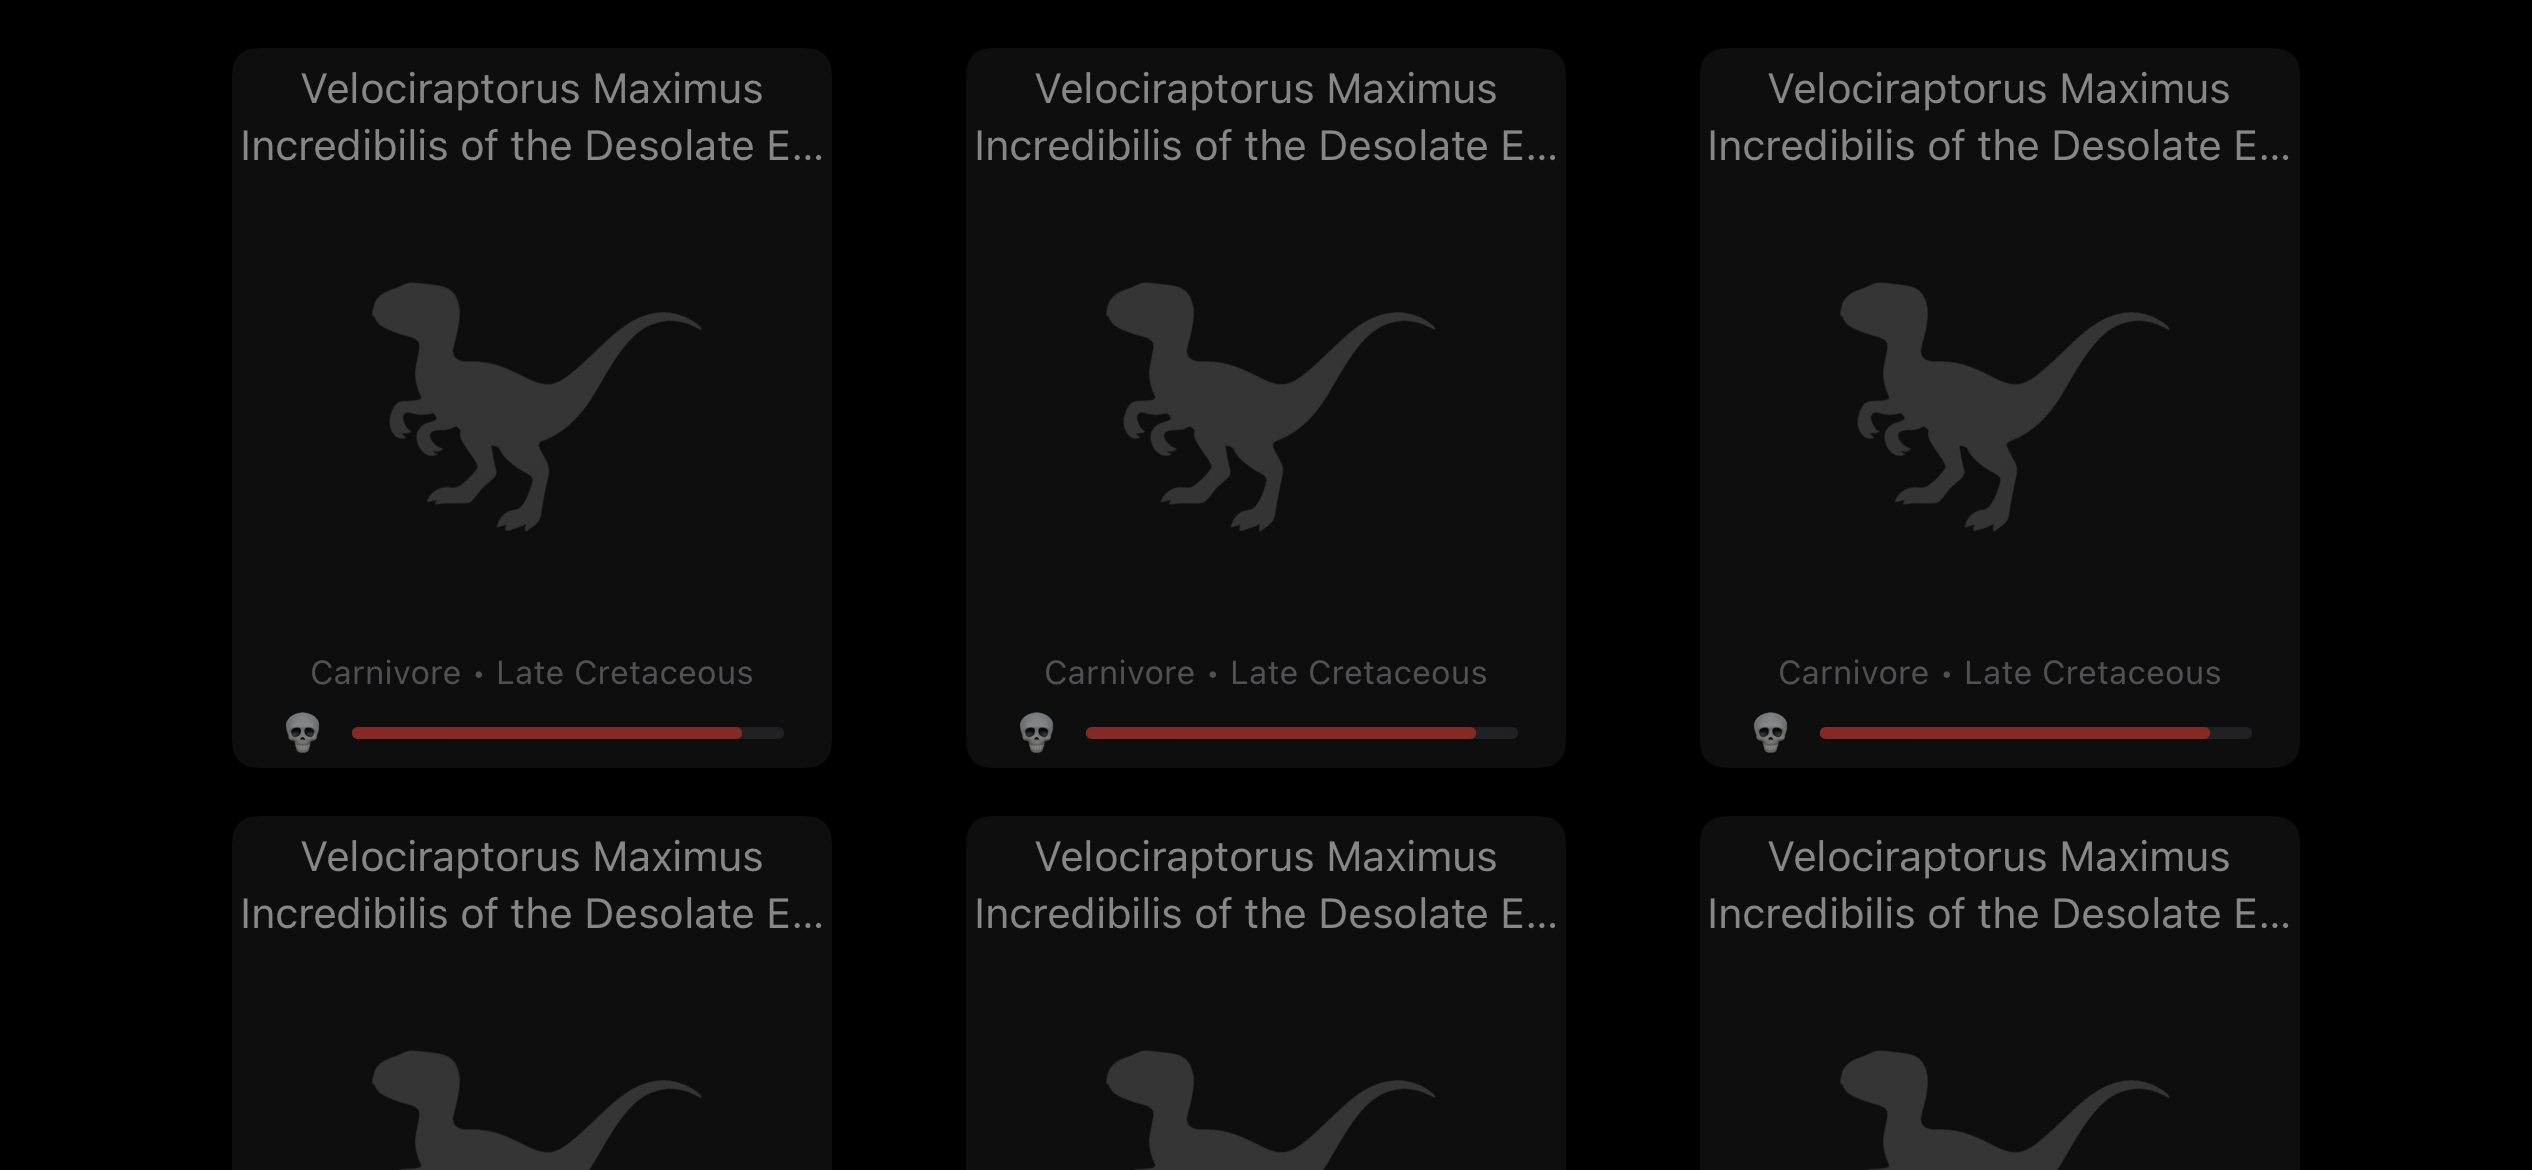 Velociraptorus Maximus
Incredibilis of the Desolate E...
Carnivore • Late Cretaceous
Velociraptorus Maximus
Incredibilis of the Desolate E...
Carnivore • Late Cretaceous
Velociraptorus Maximus
Incredibilis of the Desolate E...
Carnivore • Late Cretaceous
Velociraptorus Maximus
Incredibilis of the Desolate E...
Velociraptorus Maximus
Incredibilis of the Desolate E...
Velociraptorus Maximus
Incredibilis of the Desolate E...